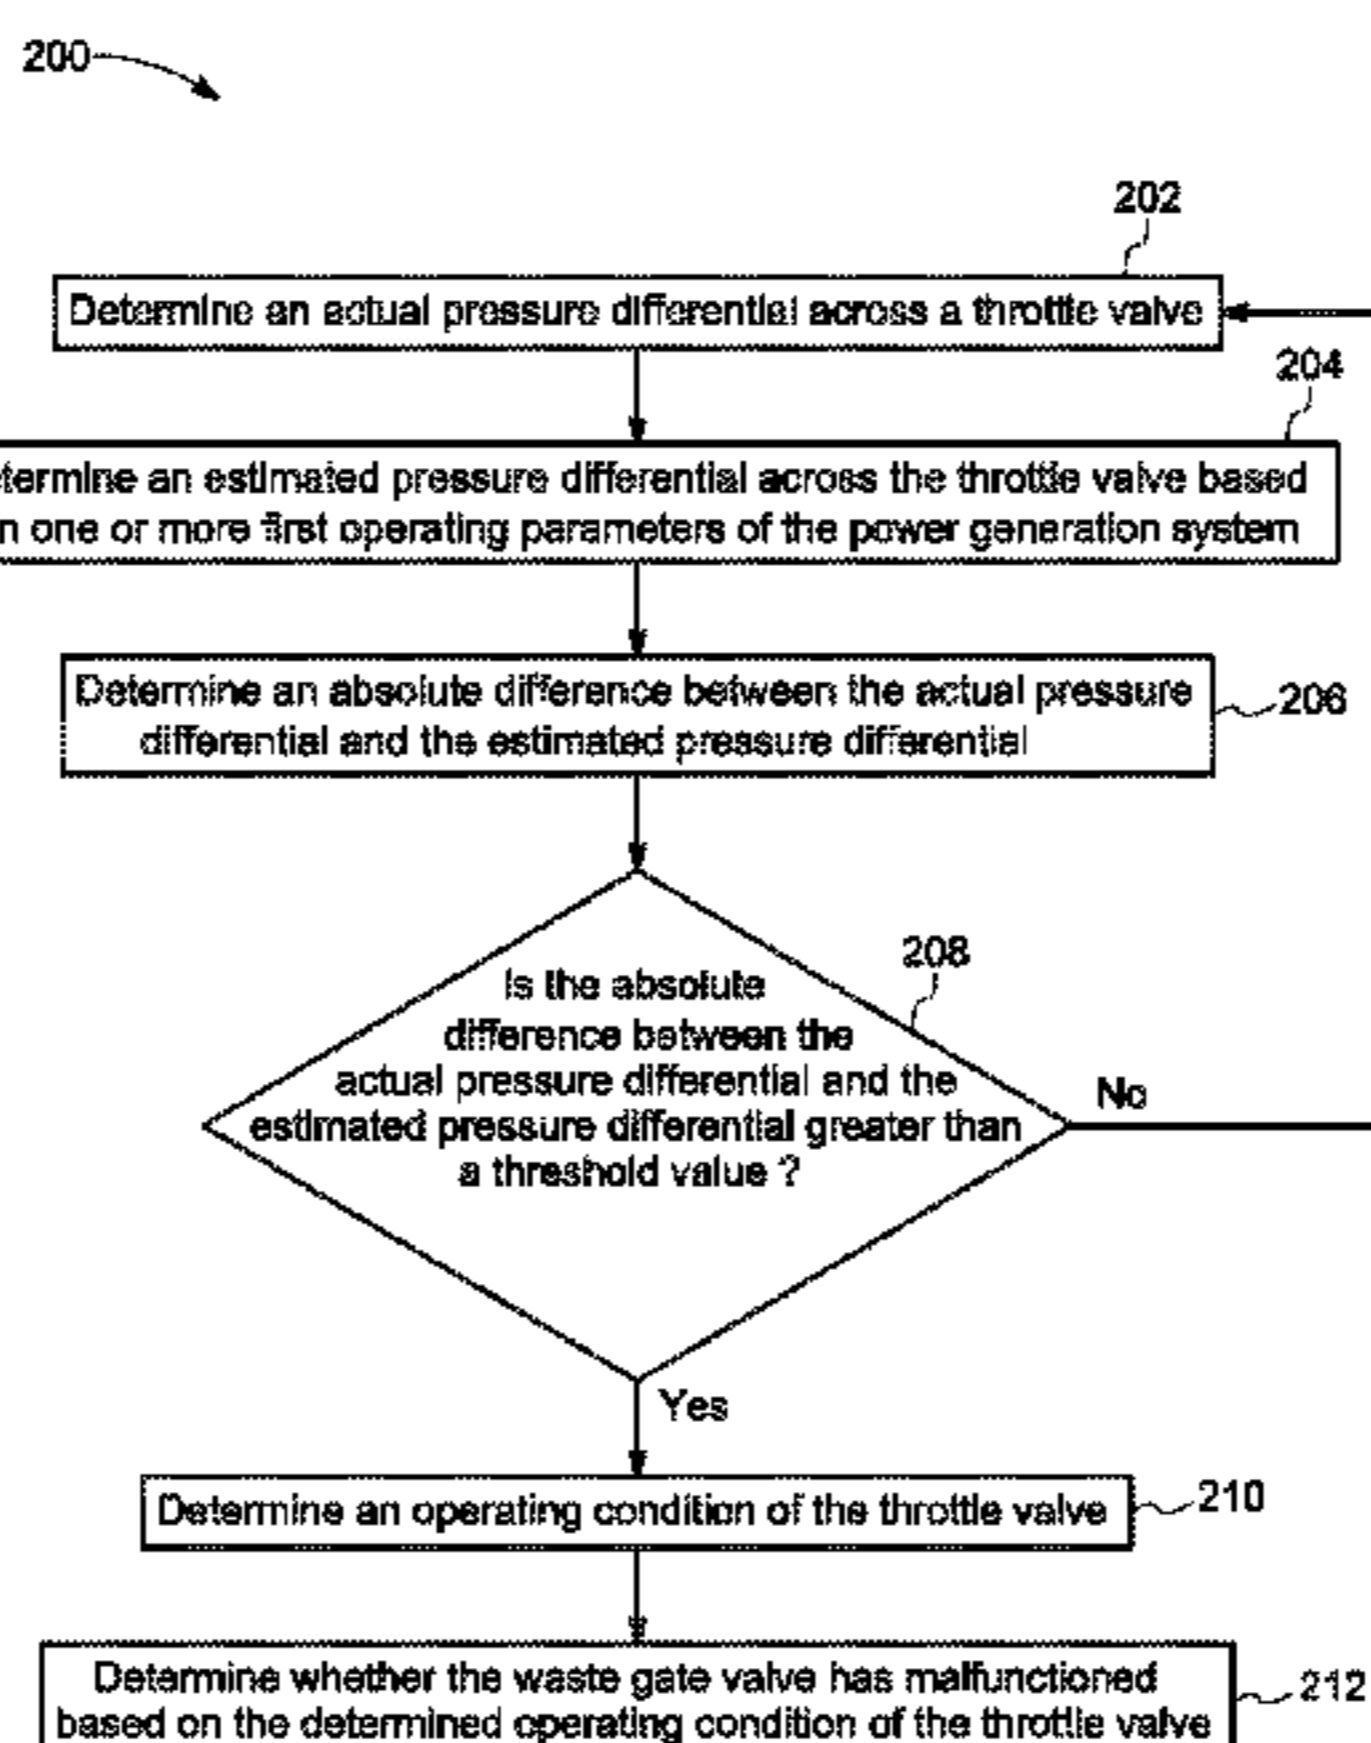 200
202
Determine an actual pressure differential across a throttle valve
204
termine an estimated pressure differential across the throttle valve based
n one or more first operating parameters of the power generation system
Determine an absolute difference between the actual pressure
206
differential and the estimated pressure differential
208
Is the absolute
difference between the
actual pressure differential and the
No
estimated pressure differential greater than
a threshold value ?
Yes
Determine an operating condition of the throttle valve
210
Determine whether the waste gate valve has malfunctioned
212
based on the determined operating condition of the throttle valve